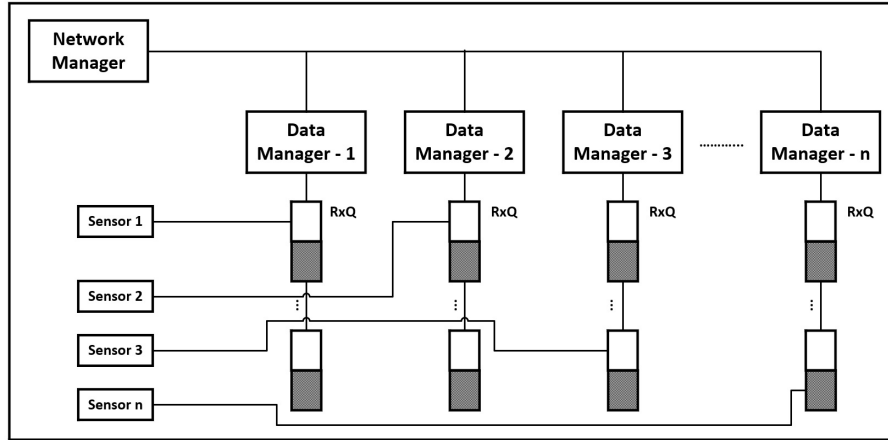 Network
Manager
Data
Manager - 1
Data
Manager - 2
Data
Manager - 3
............
Data
Manager - n
RxQ
RxQ
RxQ
RxQ
Sensor 1
Sensor 2
...
...
...
...
Sensor 3
Sensor n